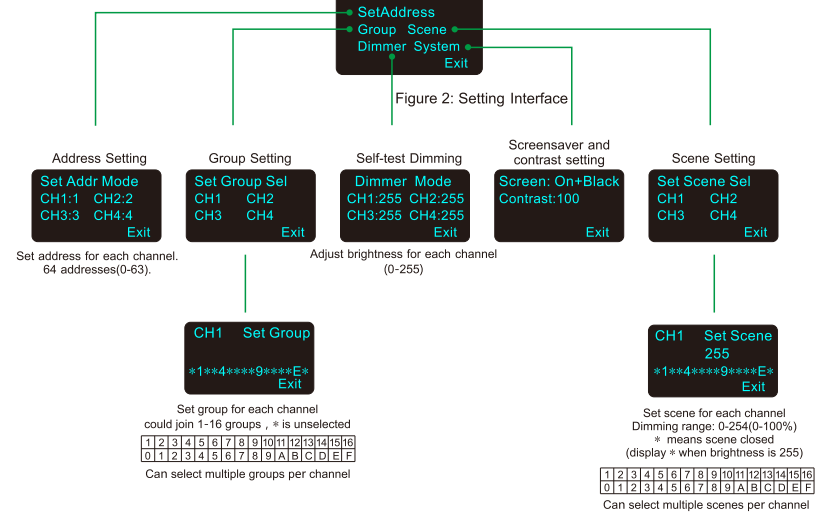 SetAddress
Group Scene
Dimmer System
Exit
Figure 2: Setting Interface
Address Setting
Set Addr Mode
CH1:1 CH2:2
CH3:3 CH4:4
Exit
Set address for each channel.
64 addresses(0-63).
Group Setting
Set Group Sel
CH1 CH2
CH3 CH4
Exit
Self-test Dimming
Dimmer Mode
CH1:255 CH2:255
CH3:255 CH4:255
Exit
Adjust brightness for each channel
(0-255)
Screensaver and
contrast setting
Screen: On+Black
Contrast:100
Exit
Scene Setting
Set Scene Sel
CH1 CH2
CH3 CH4
Exit
CH1 Set Group
*1**4****9****E*
Exit
Set group for each channel
could join 1-16 groups , * is unselected
1 2 3 4 5 6 7 8 9 10 11 12 13 14 15 16
0 1 2 3 4 5 6 7 8 9 A B C D E F
Can select multiple groups per channel
CH1 Set Scene
255
*1**4****9****E*
Exit
Set scene for each channel
Dimming range: 0-254(0-100%)
* means scene closed
(display * when brightness is 255)
1 2 3 4 5 6 7 8 9 10 11 12 13 14 15 16
0 1 2 3 4 5 6 7 8 9 A B C D E F
Can select multiple scenes per channel